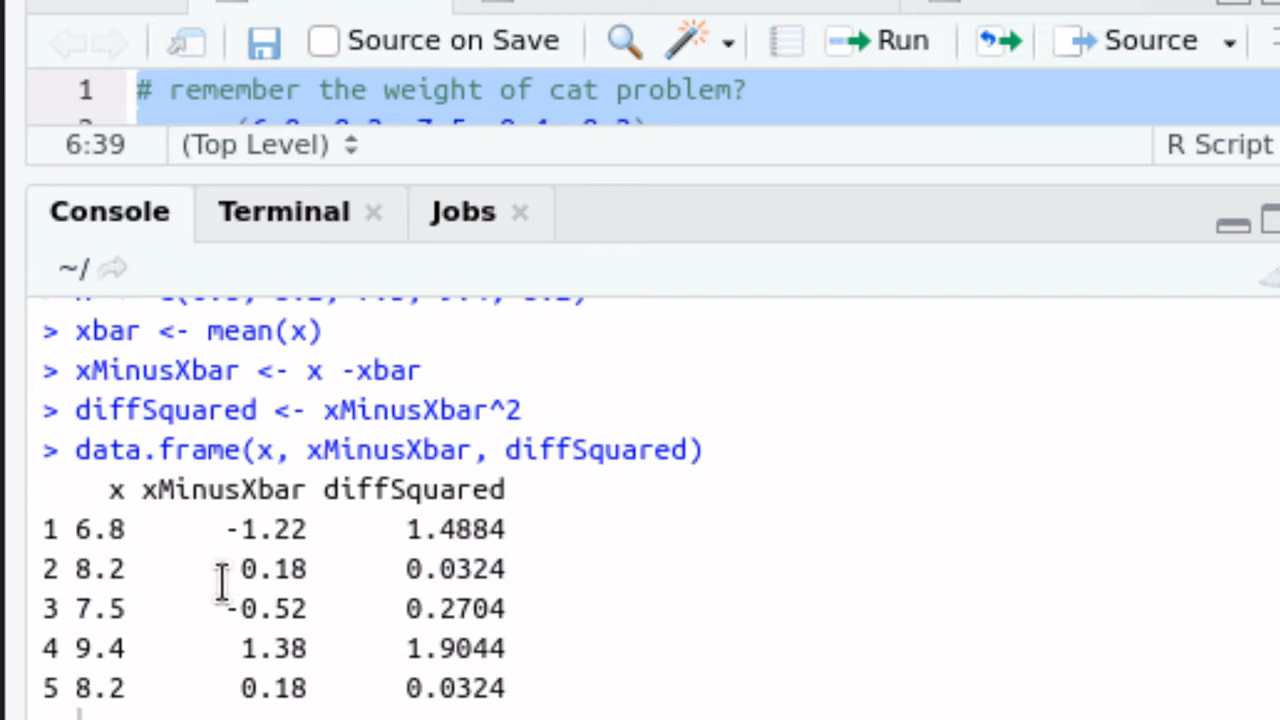 Source on Save Run Source
1 # remember the weight of cat problem?
6:39 (Top Level) R Script
Console Terminal Jobs
~/
> xbar <- mean(x)
> xMinusXbar <- x -xbar
> diffSquared <- xMinusXbar^2
> data.frame(x, xMinusXbar, diffSquared)
x xMinusXbar diffSquared
1 6.8 -1.22 1.4884
2 8.2 0.18 0.0324
3 7.5 -0.52 0.2704
4 9.4 1.38 1.9044
5 8.2 0.18 0.0324